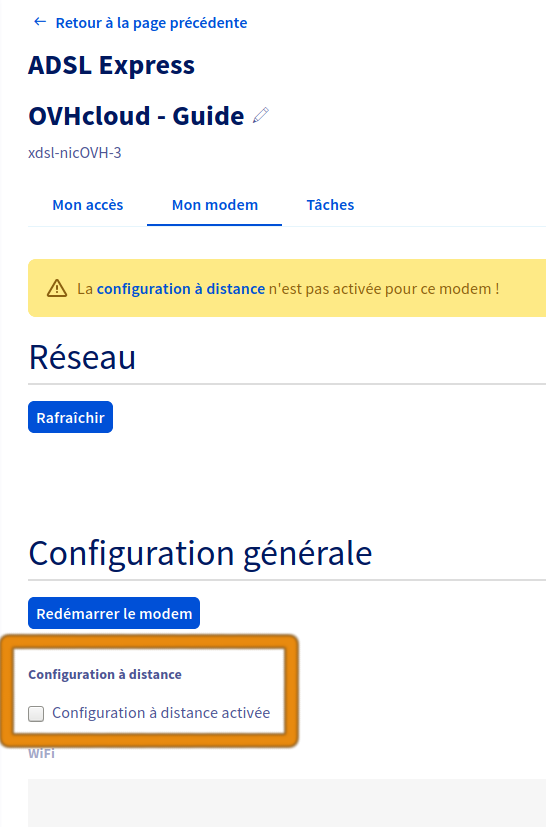 ← Retour à la page précédente
ADSL Express
OVHcloud - Guide
xdsl-nicOVH-3
Mon accès Mon modem Tâches
La configuration à distance n'est pas activée pour ce modem !
Réseau
Rafraîchir
Configuration générale
Redémarrer le modem
Configuration à distance
Configuration à distance activée
WiFi